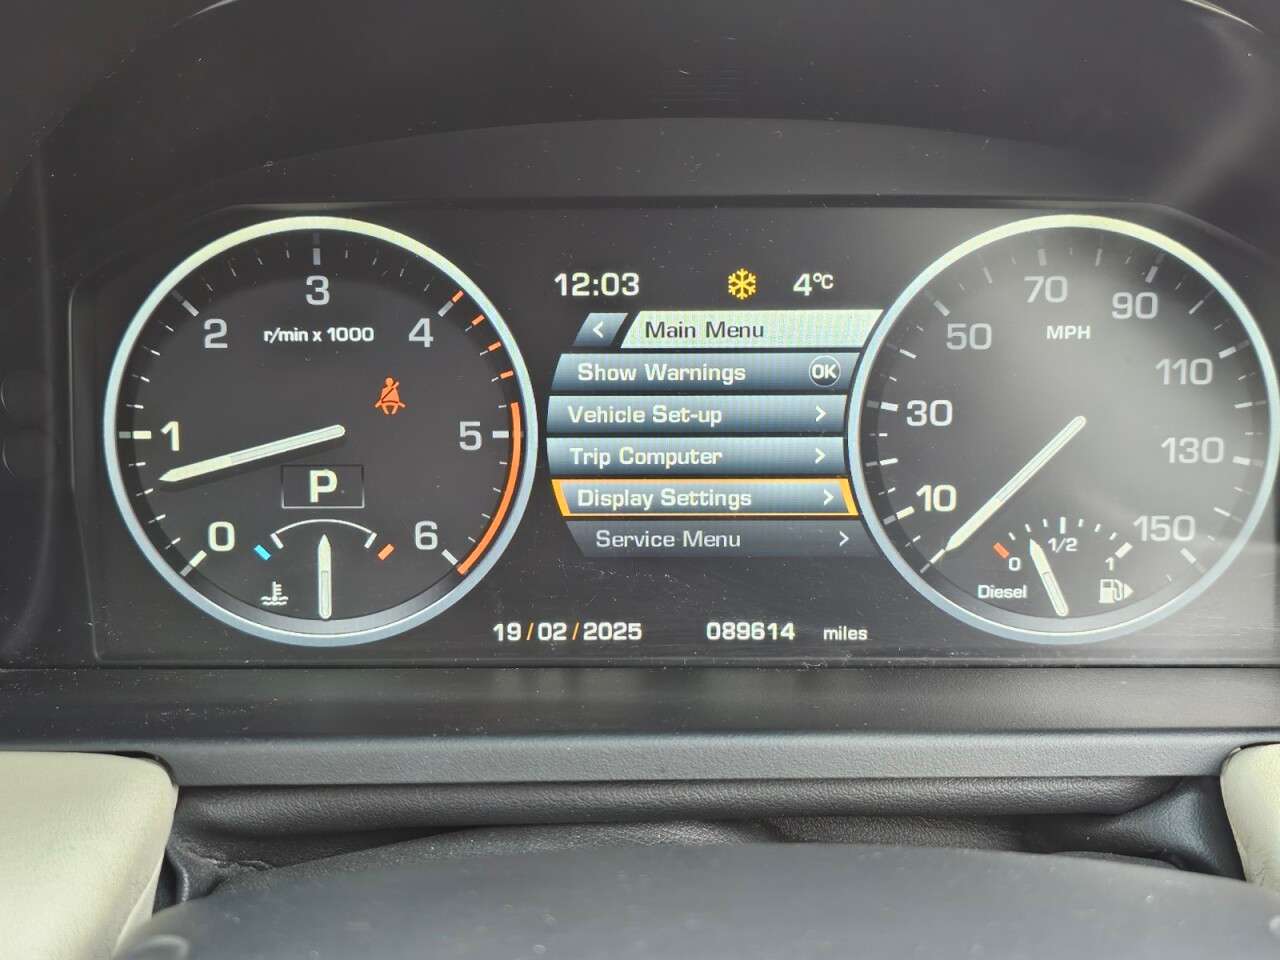 12:03 4°C
< Main Menu
Show Warnings OK
Vehicle Set-up >
Trip Computer >
Display Settings >
Service Menu >
19/02/2025 089614 miles
0
1
2
3
4
5
6
r/min x 1000
P
10
30
50
70
90
110
130
150
MPH
0 1/2 1
Diesel